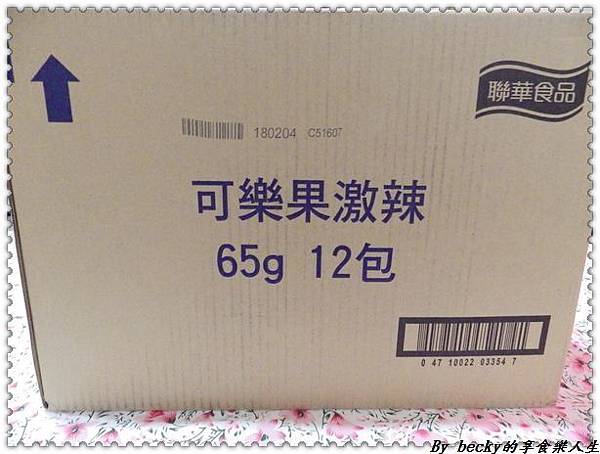 聯華食品
180204 C51607
可樂果激辣
65g 12包
0 47 10022 03354 7
By becky的享食樂人生